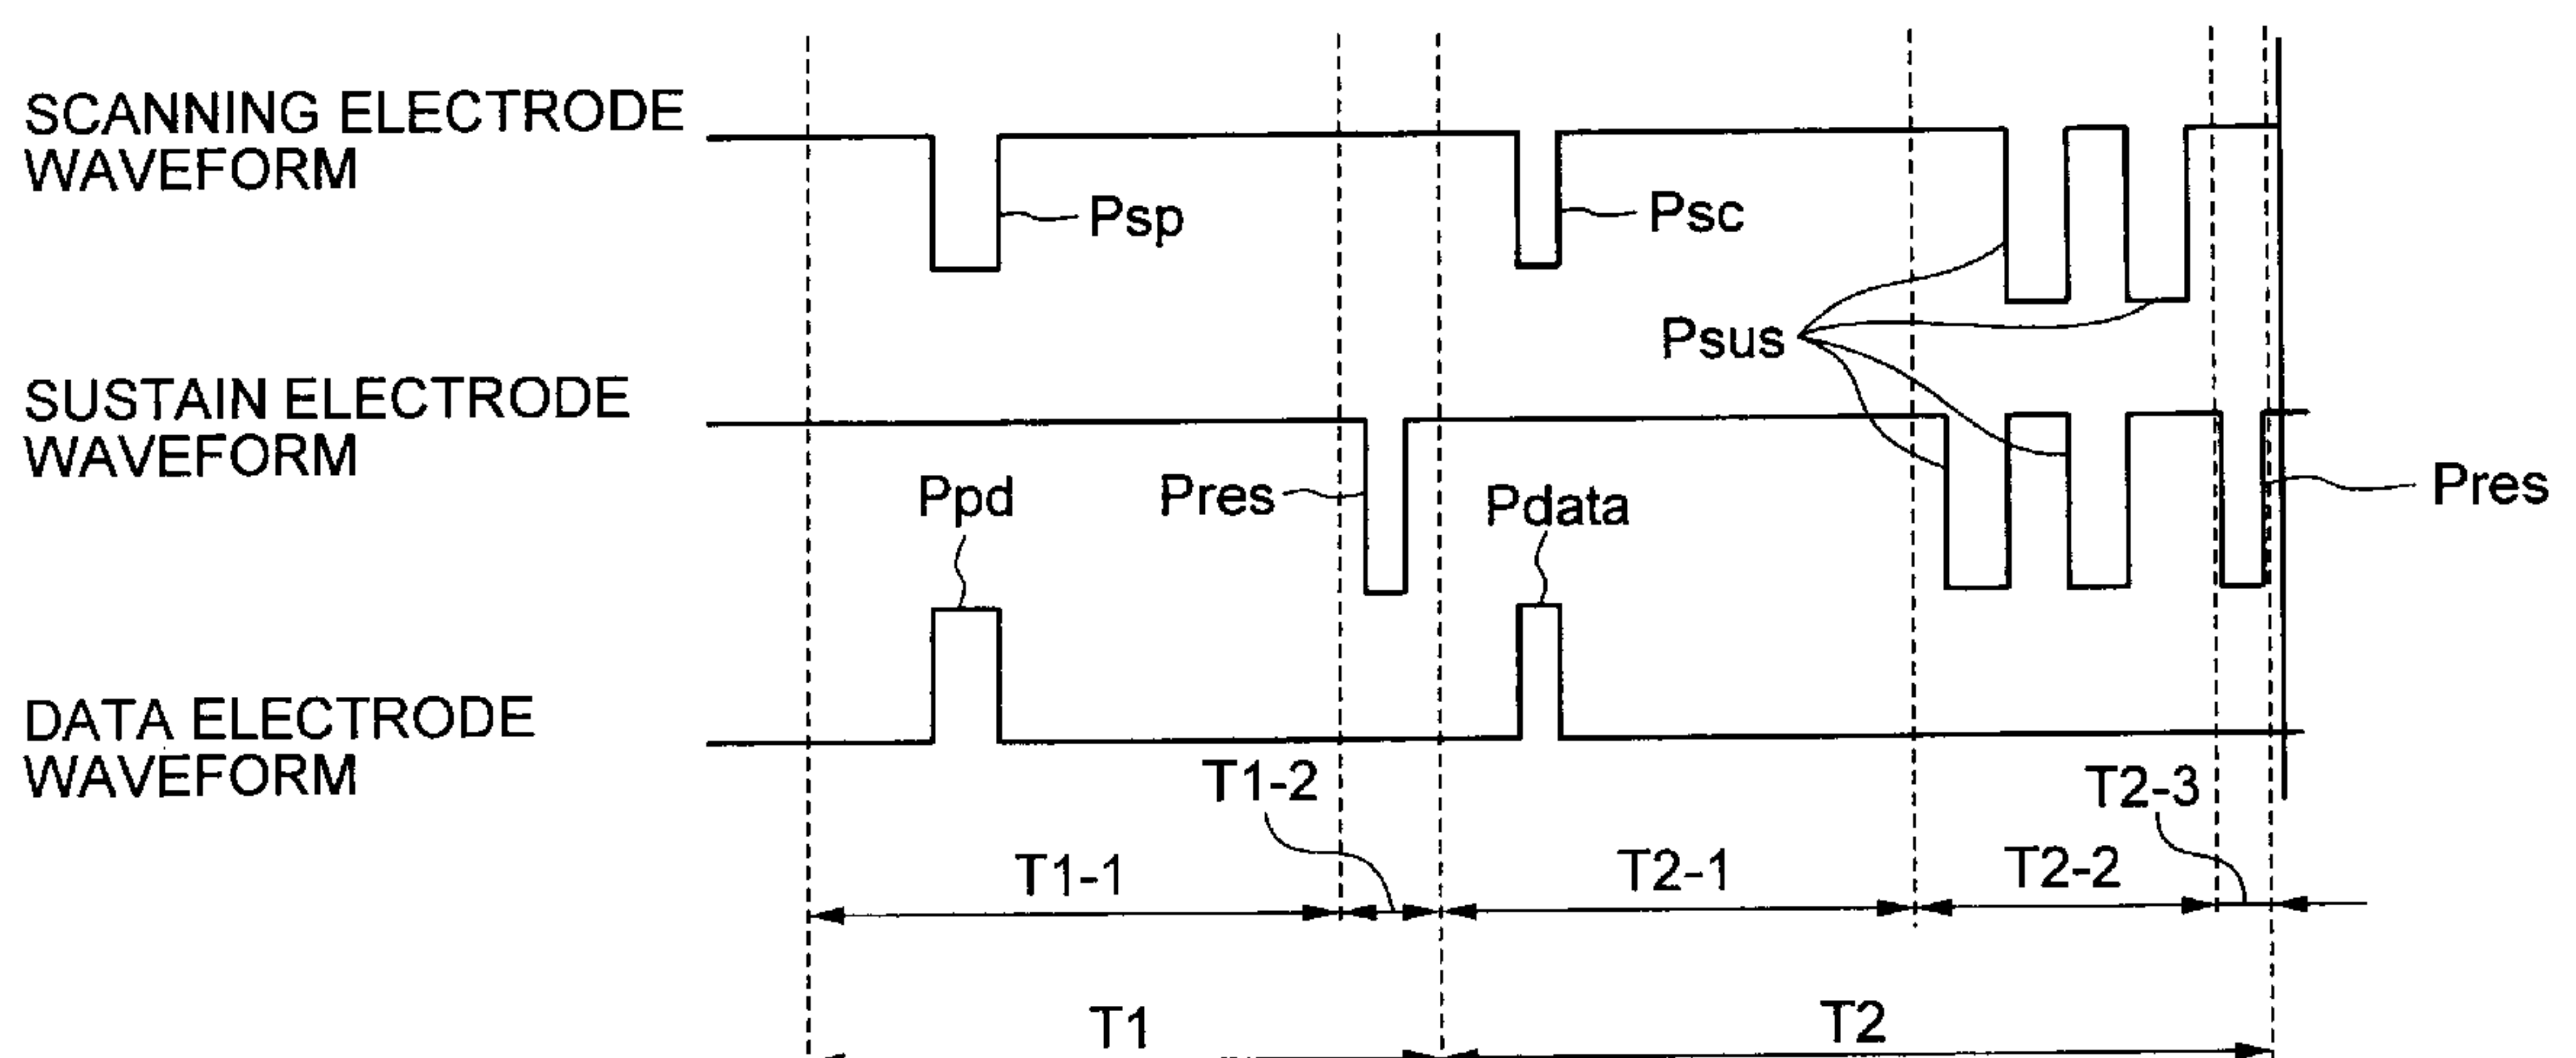 SCANNING ELECTRODE
WAVEFORM
Psp
Psc
Psus
SUSTAIN ELECTRODE
WAVEFORM
Ppd
Pres
Pdata
Pres
DATA ELECTRODE
WAVEFORM
T1-2
T2-3
T1-1
T2-1
T2-2
T1
T2